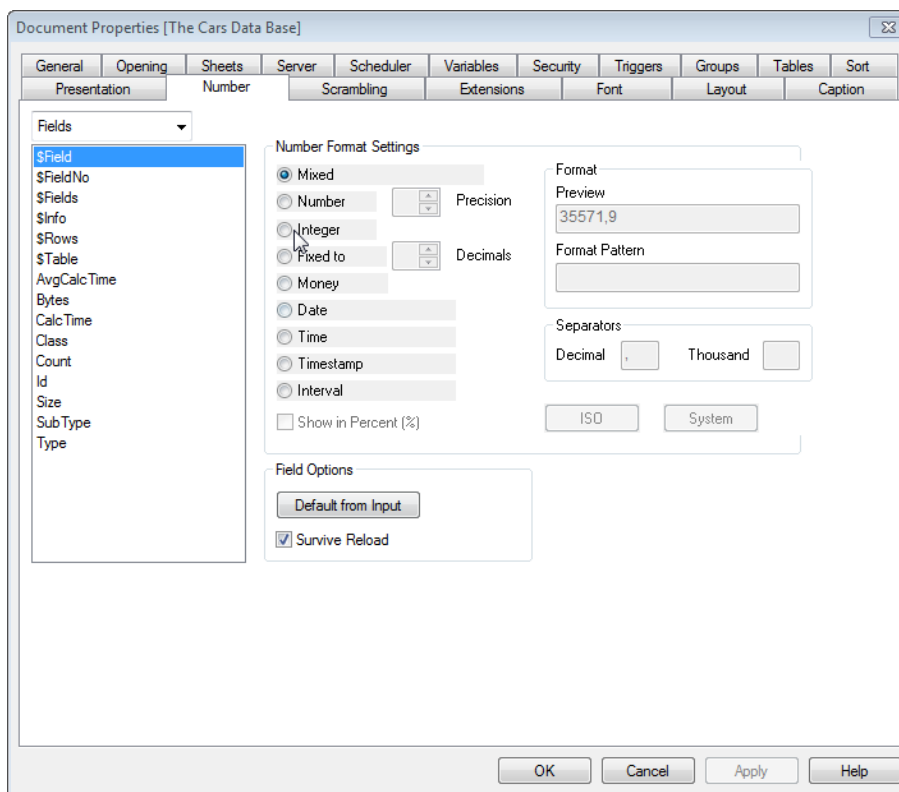 Document Properties [The Cars Data Base]
General Opening Sheets Server Scheduler Variables Security Triggers Groups Tables Sort
Presentation Number Scrambling Extensions Font Layout Caption
Fields
$Field
$FieldNo
$Fields
$Info
$Rows
$Table
AvgCalcTime
Bytes
CalcTime
Class
Count
Id
Size
SubType
Type
Number Format Settings
Mixed
Number Precision
Integer
Fixed to Decimals
Money
Date
Time
Timestamp
Interval
Show in Percent (%)
Format
Preview
35571,9
Format Pattern
Separators
Decimal , Thousand
ISO System
Field Options
Default from Input
Survive Reload
OK Cancel Apply Help